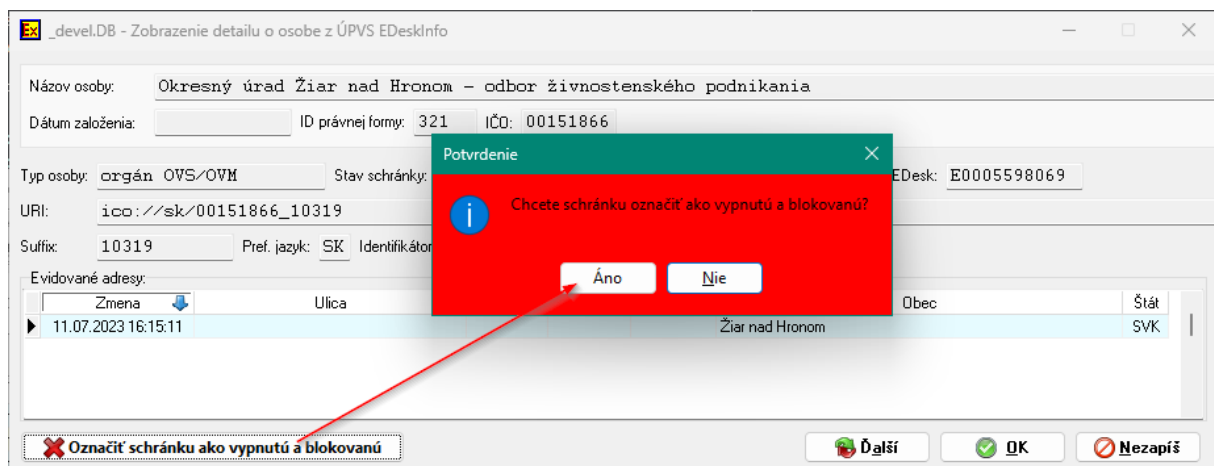 _devel.DB - Zobrazenie detailu o osobe z ÚPVS EDeskInfo
Názov osoby: Okresný úrad Žiar nad Hronom – odbor živnostenského podnikania
Dátum založenia: ID právnej formy: 321 IČO: 00151866
Potvrdenie
Typ osoby: orgán OVS/OVM Stav schránky: EDesk: E0005598069
URI: ico://sk/00151866_10319
Chcete schránku označiť ako vypnutú a blokovanú?
Suffix: 10319 Pref. jazyk: SK Identifikátor
Áno Nie
Evidované adresy:
Zmena Ulica Obec Štát
11.07.2023 16:15:11 Žiar nad Hronom SVK
Označiť schránku ako vypnutú a blokovanú Ďalší OK Nezapíš